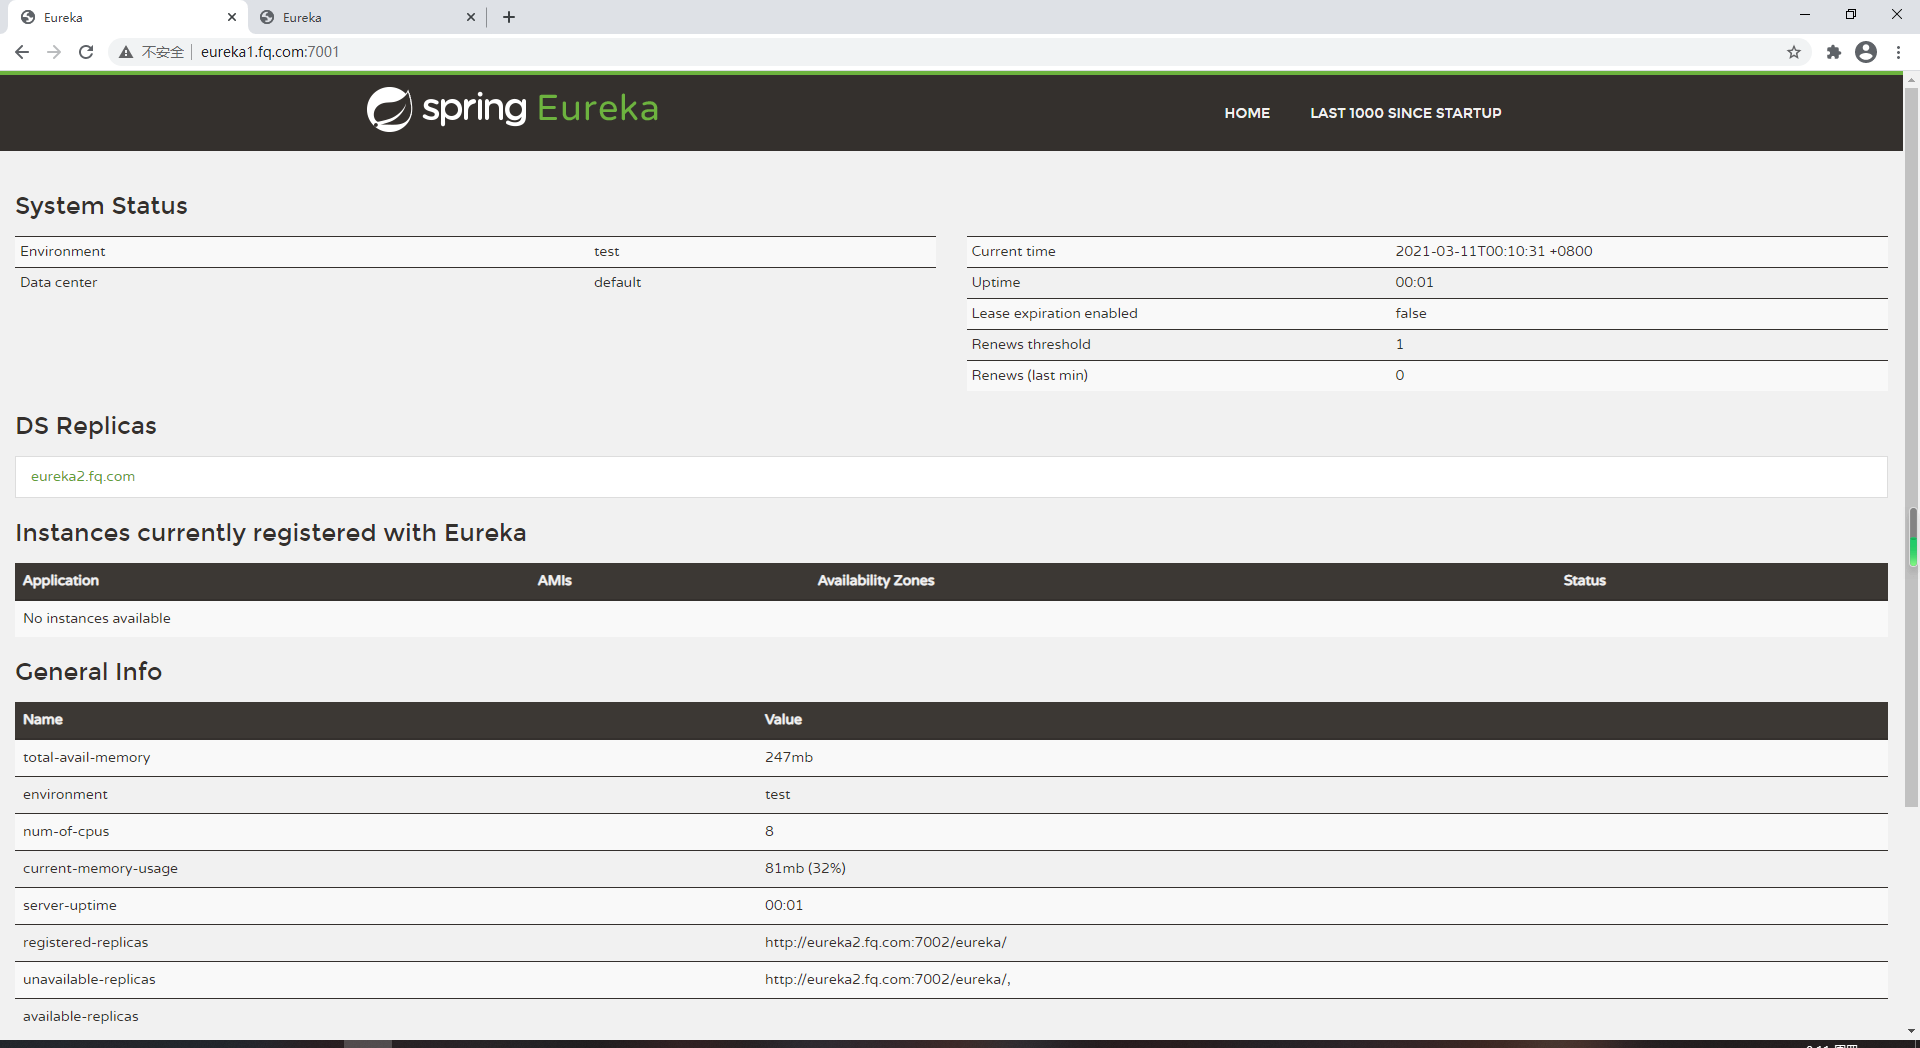 Eureka
Eureka
不安全 eureka1.fq.com:7001
spring Eureka
HOME LAST 1000 SINCE STARTUP
System Status
Environment test
Data center default
Current time 2021-03-11T00:10:31 +0800
Uptime 00:01
Lease expiration enabled false
Renews threshold 1
Renews (last min) 0
DS Replicas
eureka2.fq.com
Instances currently registered with Eureka
Application AMIs Availability Zones Status
No instances available
General Info
Name Value
total-avail-memory 247mb
environment test
num-of-cpus 8
current-memory-usage 81mb (32%)
server-uptime 00:01
registered-replicas http://eureka2.fq.com:7002/eureka/
unavailable-replicas http://eureka2.fq.com:7002/eureka/,
available-replicas